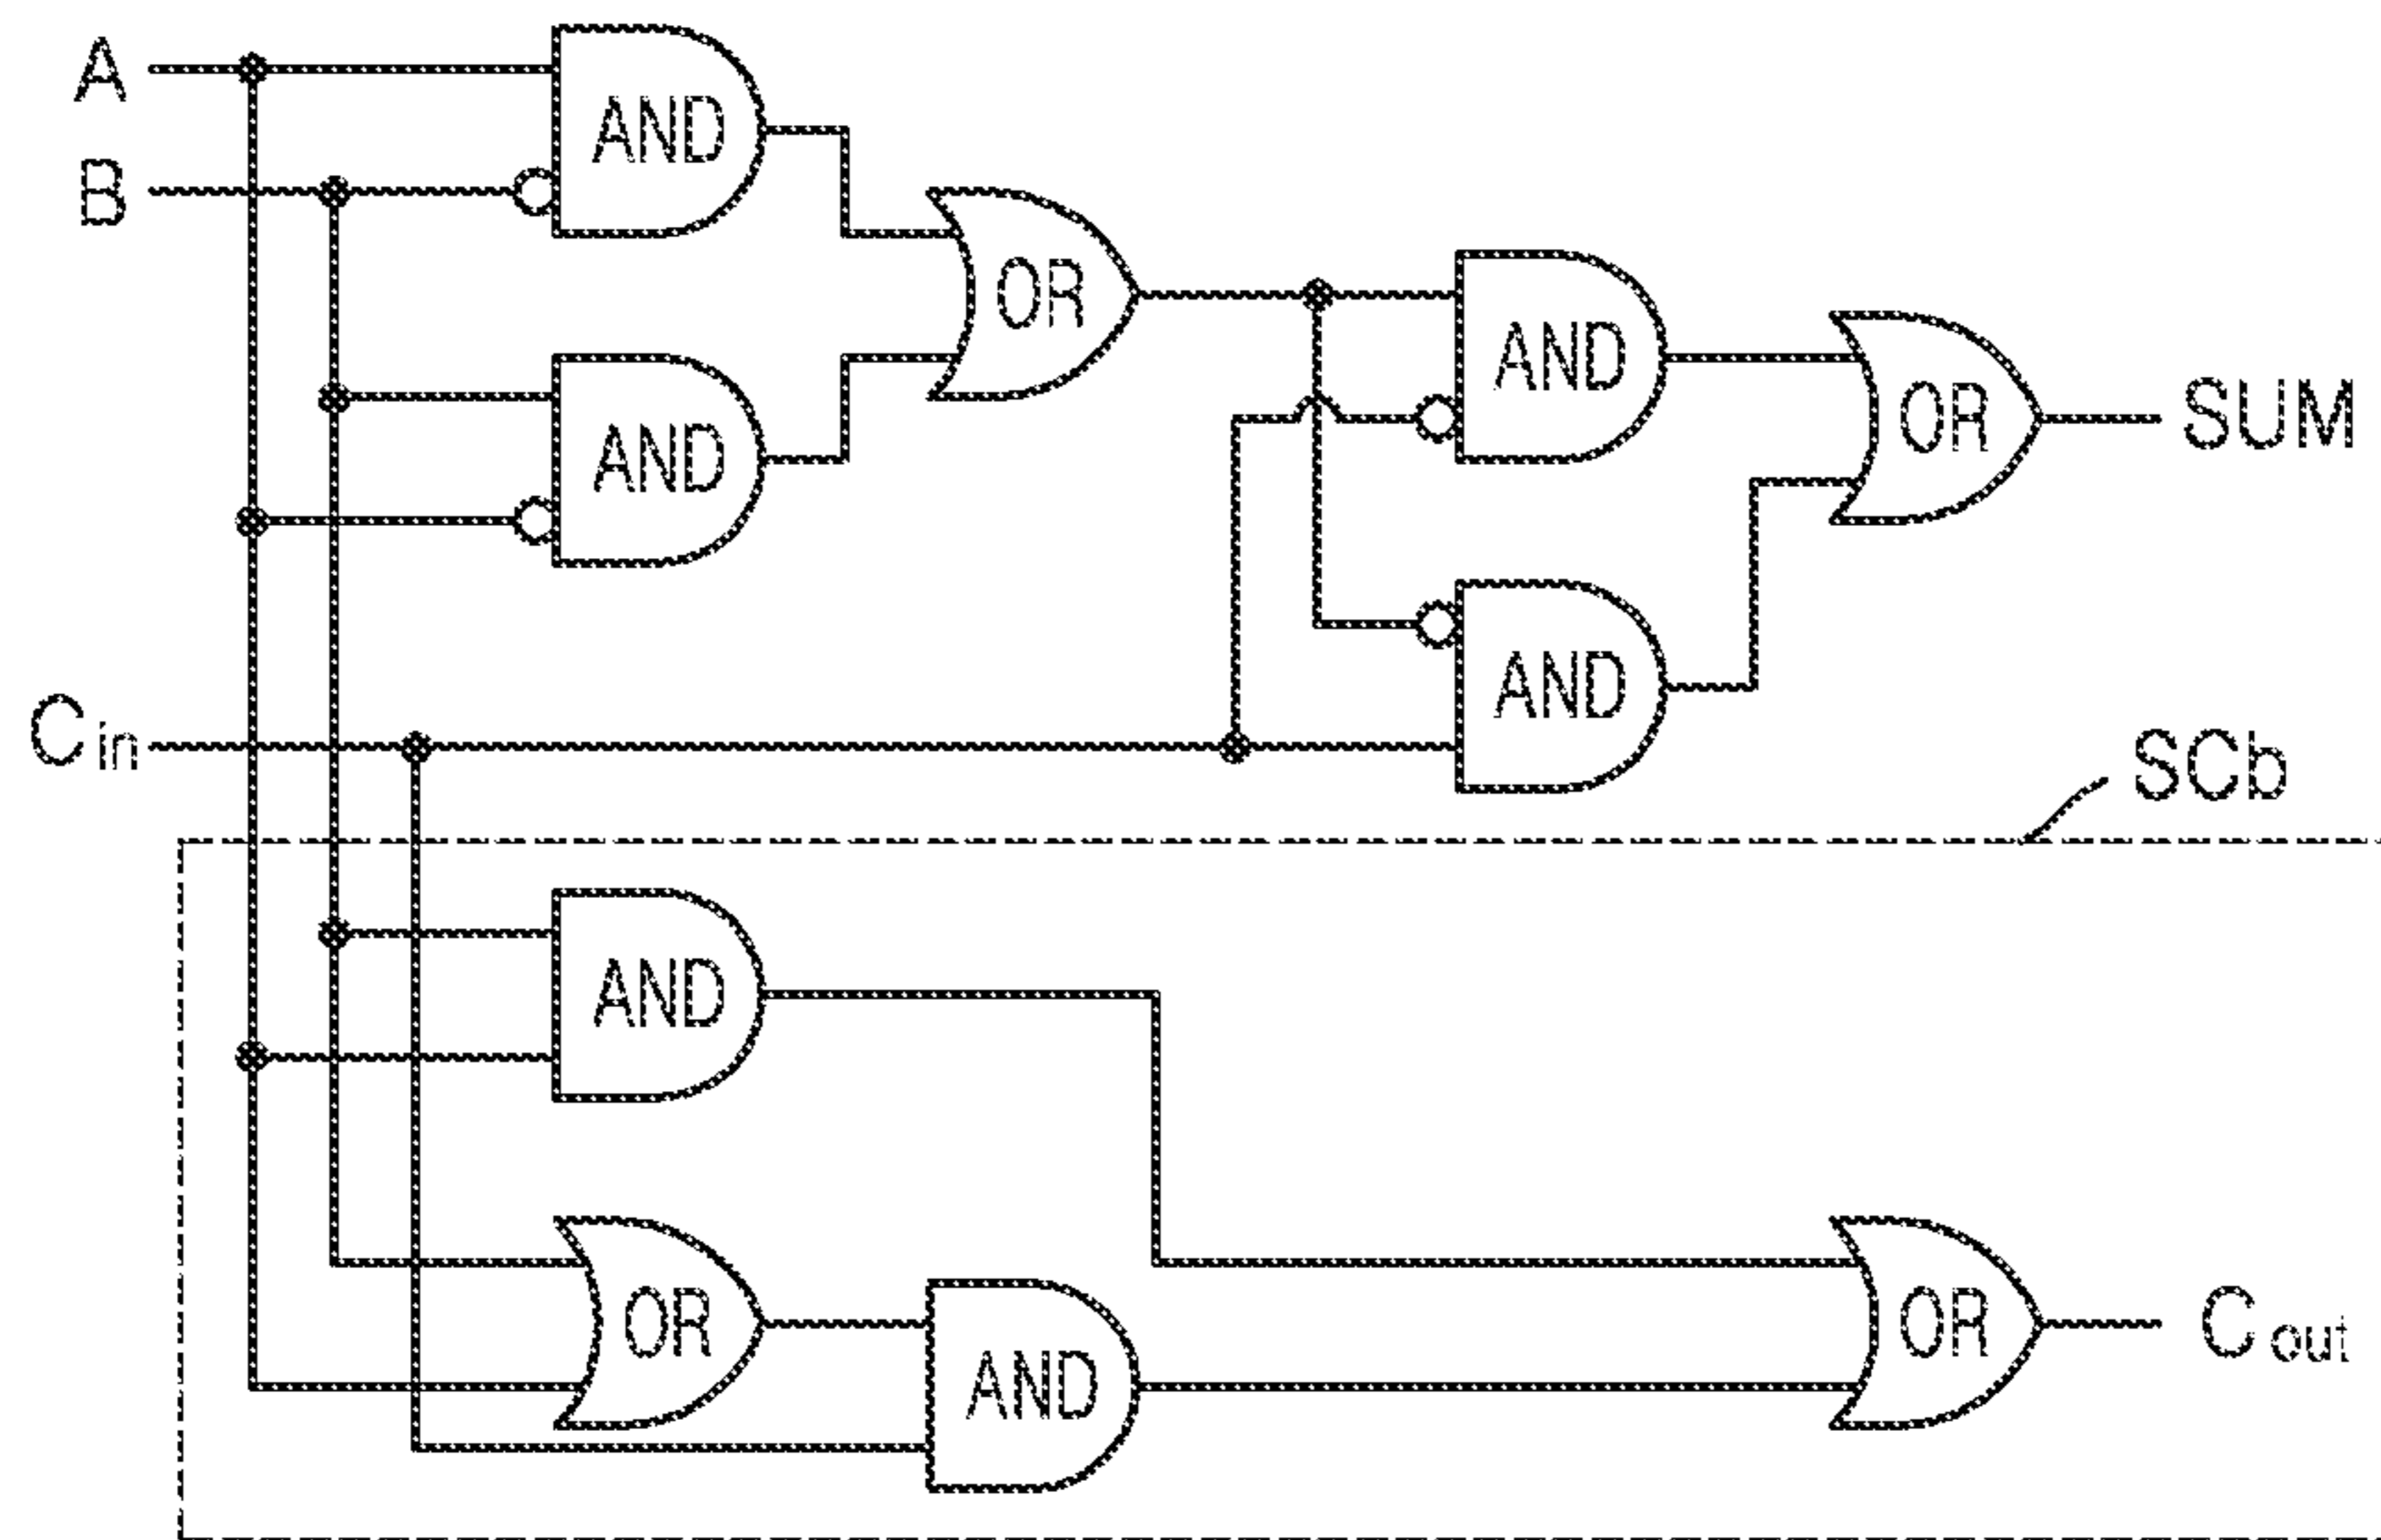 A
AND
B
OR
AND
AND
OR
SUM
AND
Cin
SCb
AND
OR
AND
OR
Cout